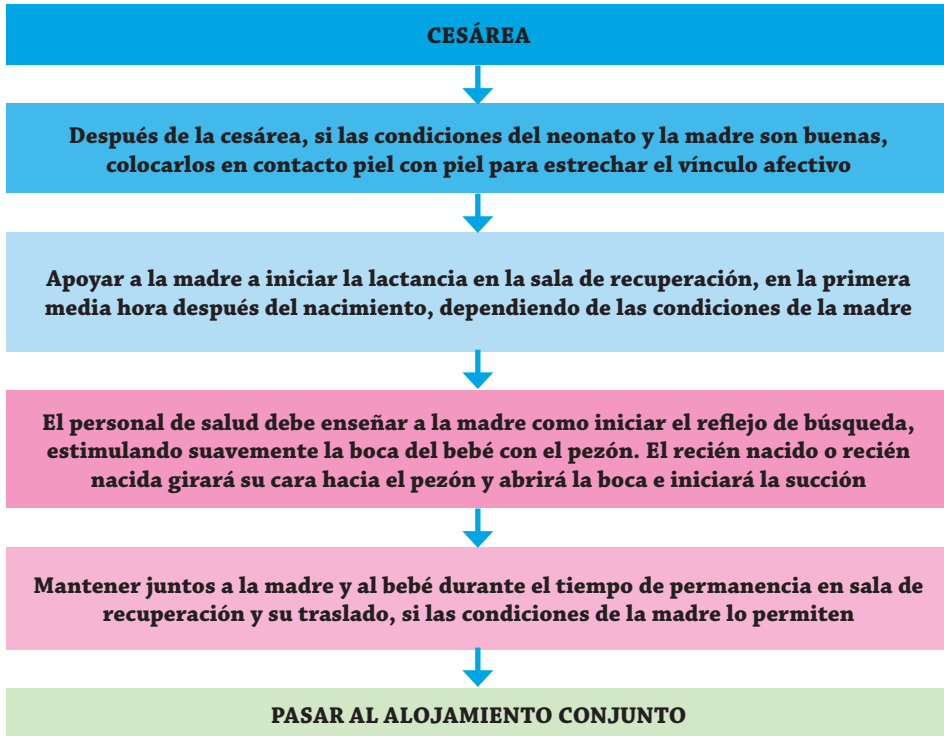 CESÁREA
Después de la cesárea, si las condiciones del neonato y la madre son buenas,
colocarlos en contacto piel con piel para estrechar el vínculo afectivo
Apoyar a la madre a iniciar la lactancia en la sala de recuperación, en la primera
media hora después del nacimiento, dependiendo de las condiciones de la madre
El personal de salud debe enseñar a la madre como iniciar el reflejo de búsqueda,
estimulando suavemente la boca del bebé con el pezón. El recién nacido o recién
nacida girará su cara hacia el pezón y abrirá la boca e iniciará la succión
Mantener juntos a la madre y al bebé durante el tiempo de permanencia en sala de
recuperación y su traslado, si las condiciones de la madre lo permiten
PASAR AL ALOJAMIENTO CONJUNTO